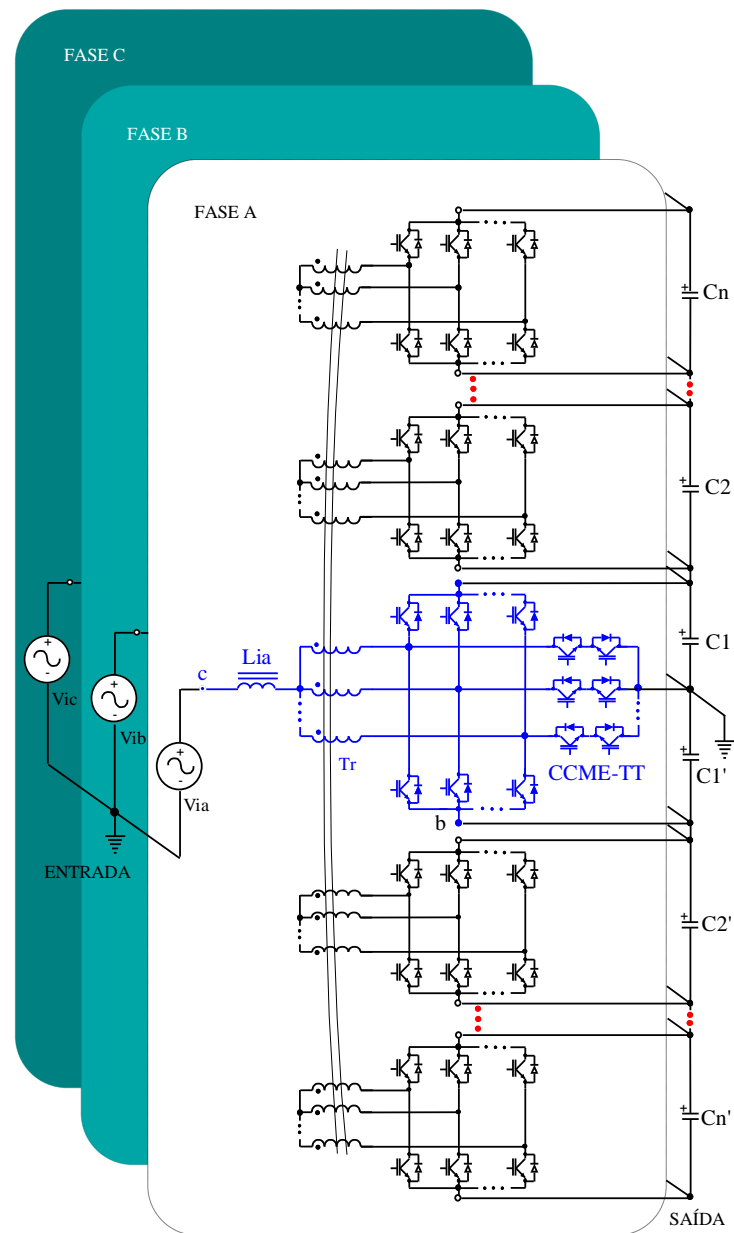 FASE C
FASE B
FASE A
Cn
C2
C1
c
Lia
Vic
Vib
Tr
CCME-TT
C1'
Via
b
ENTRADA
C2'
Cn'
SAÍDA